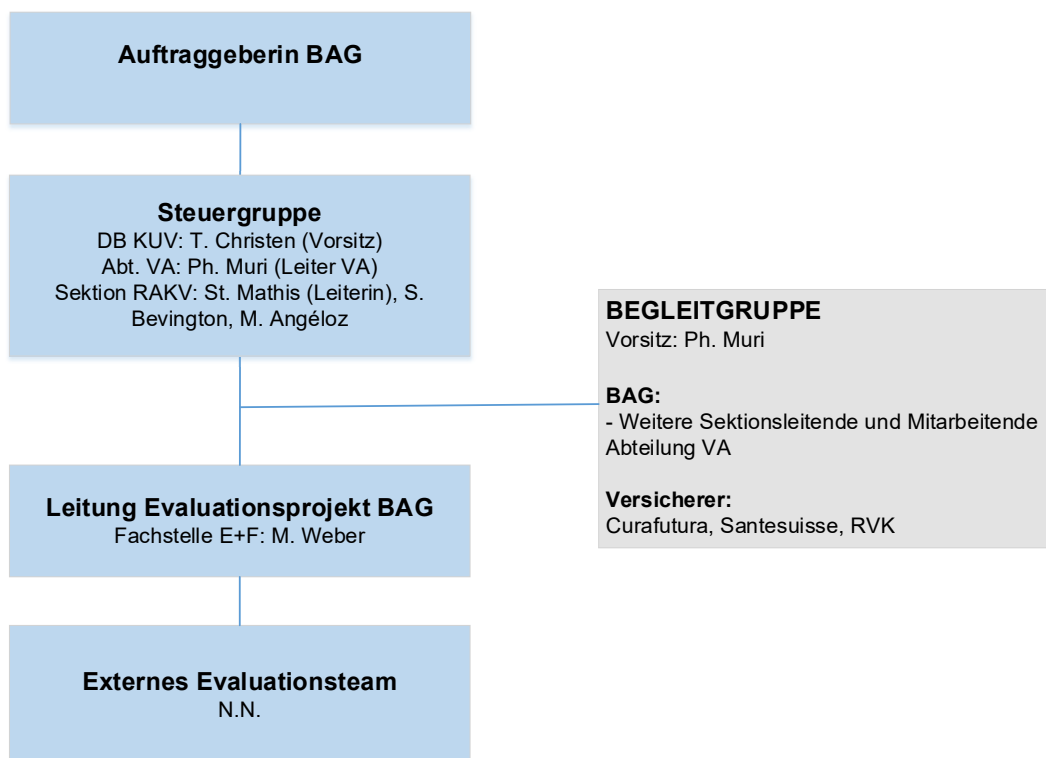 Auftraggeberin BAG
Steuergruppe
DB KUV: T. Christen (Vorsitz)
Abt. VA: Ph. Muri (Leiter VA)
Sektion RAKV: St. Mathis (Leiterin), S.
Bevington, M. Angéloz
BEGLEITGRUPPE
Vorsitz: Ph. Muri
BAG:
- Weitere Sektionsleitende und Mitarbeitende
Abteilung VA
Versicherer:
Curafutura, Santesuisse, RVK
Leitung Evaluationsprojekt BAG
Fachstelle E+F: M. Weber
Externes Evaluationsteam
N.N.